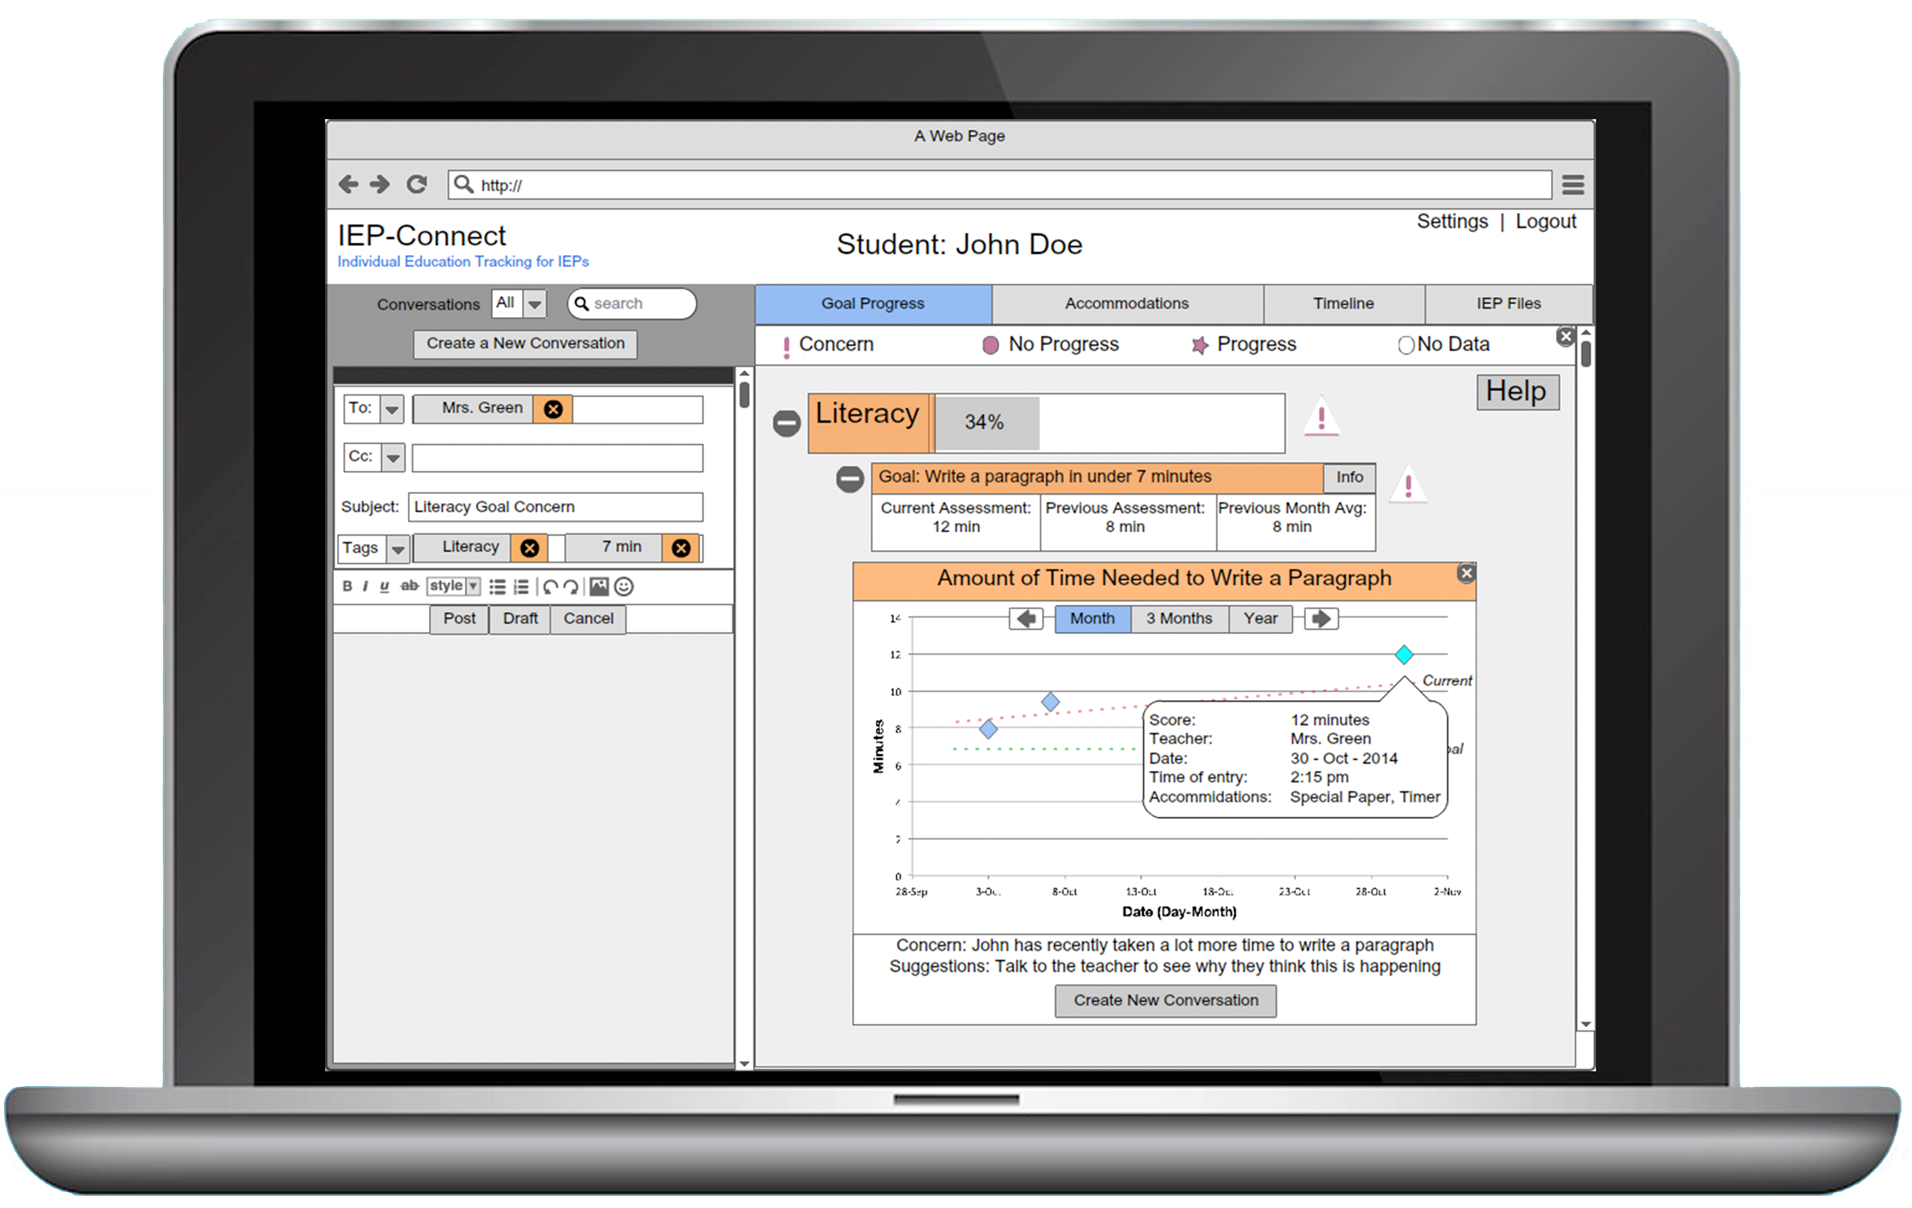 A Web Page
http://
Settings | Logout
IEP-Connect
Individual Education Tracking for IEPs
Student: John Doe
Conversations All search
Create a New Conversation
To: Mrs. Green
Cc:
Subject: Literacy Goal Concern
Tags Literacy 7 min
B I u ab style
Post Draft Cancel
Goal Progress Accommodations Timeline IEP Files
! Concern No Progress Progress No Data
Help
Literacy 34% !
Goal: Write a paragraph in under 7 minutes Info !
Current Assessment: Previous Assessment: Previous Month Avg:
12 min 8 min 8 min
Amount of Time Needed to Write a Paragraph
Month 3 Months Year
14
12
10
8
6
4
2
0
Minutes
Current
oal
Score: 12 minutes
Teacher: Mrs. Green
Date: 30 - Oct - 2014
Time of entry: 2:15 pm
Accommidations: Special Paper, Timer
28-Sep 3-Oct 8-Oct 13-Oct 18-Oct 23-Oct 28-Oct 2-Nov
Date (Day-Month)
Concern: John has recently taken a lot more time to write a paragraph
Suggestions: Talk to the teacher to see why they think this is happening
Create New Conversation